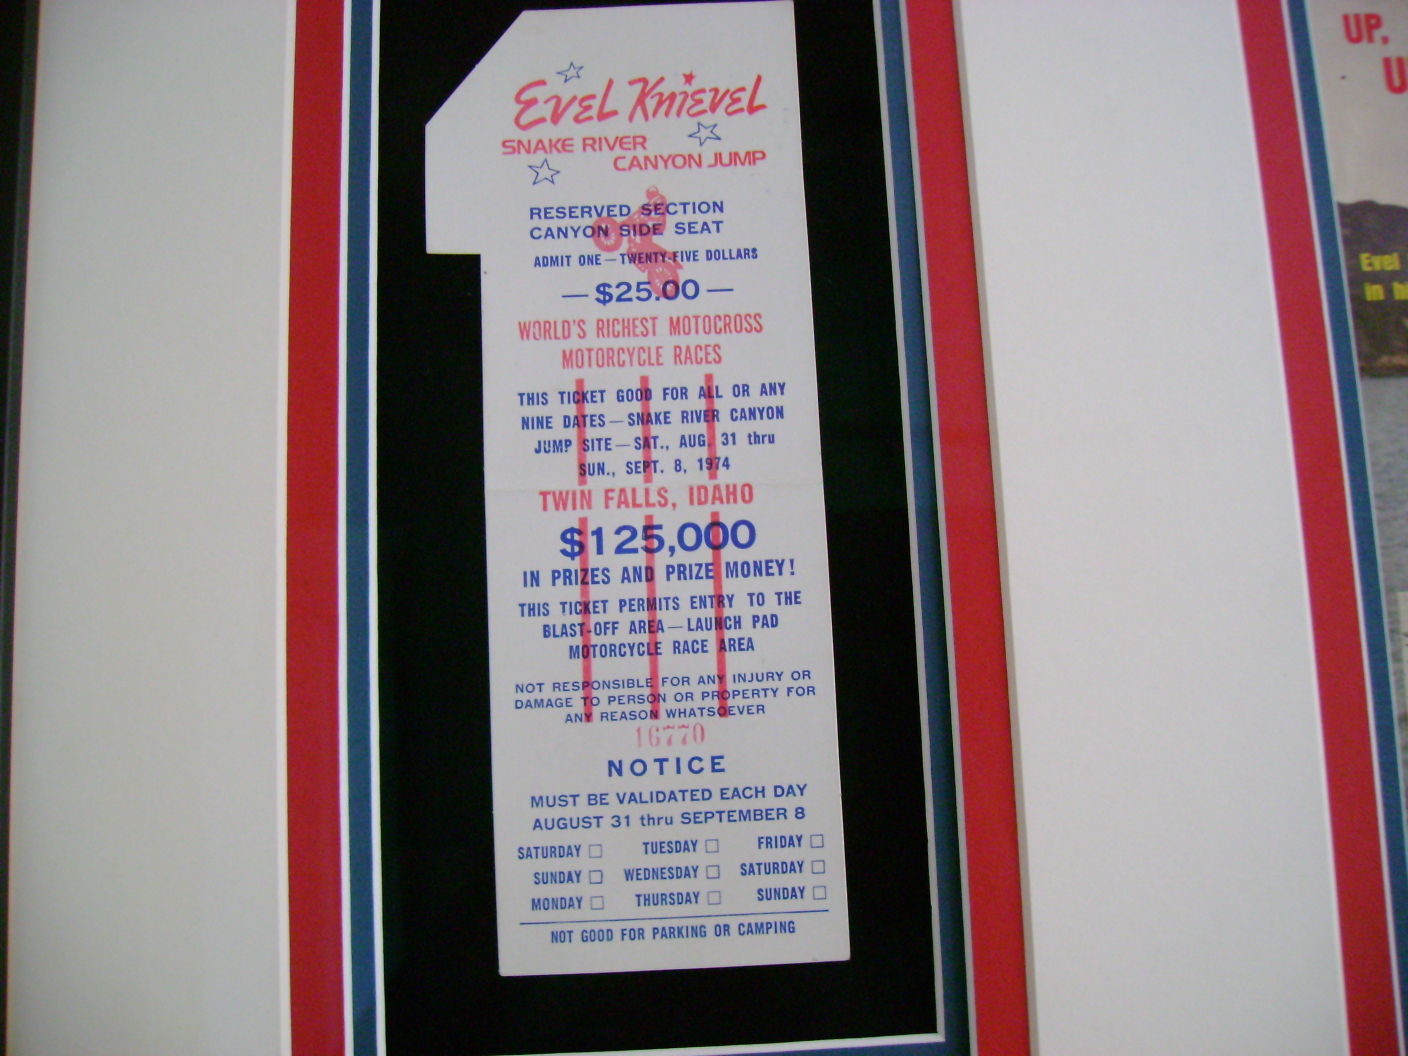 Evel Knievel
SNAKE RIVER
CANYON JUMP
RESERVED SECTION
CANYON SIDE SEAT
ADMIT ONE — TWENTY-FIVE DOLLARS
— $25.00 —
WORLD'S RICHEST MOTOCROSS
MOTORCYCLE RACES
THIS TICKET GOOD FOR ALL OR ANY
NINE DATES — SNAKE RIVER CANYON
JUMP SITE — SAT., AUG. 31 thru
SUN., SEPT. 8, 1974
TWIN FALLS, IDAHO
$125,000
IN PRIZES AND PRIZE MONEY!
THIS TICKET PERMITS ENTRY TO THE
BLAST-OFF AREA — LAUNCH PAD
MOTORCYCLE RACE AREA
NOT RESPONSIBLE FOR ANY INJURY OR
DAMAGE TO PERSON OR PROPERTY FOR
ANY REASON WHATSOEVER
16770
NOTICE
MUST BE VALIDATED EACH DAY
AUGUST 31 thru SEPTEMBER 8
SATURDAY TUESDAY FRIDAY
SUNDAY WEDNESDAY SATURDAY
MONDAY THURSDAY SUNDAY
NOT GOOD FOR PARKING OR CAMPING
UP,
Evel
in